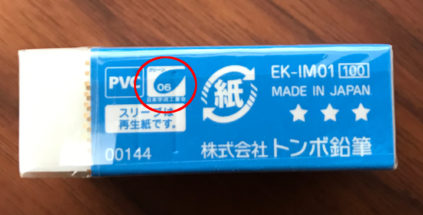 PVC
06
紙
EK-IM01 100
MADE IN JAPAN
スリーブは
再生紙です。
★★★
00144
株式会社トンボ鉛筆